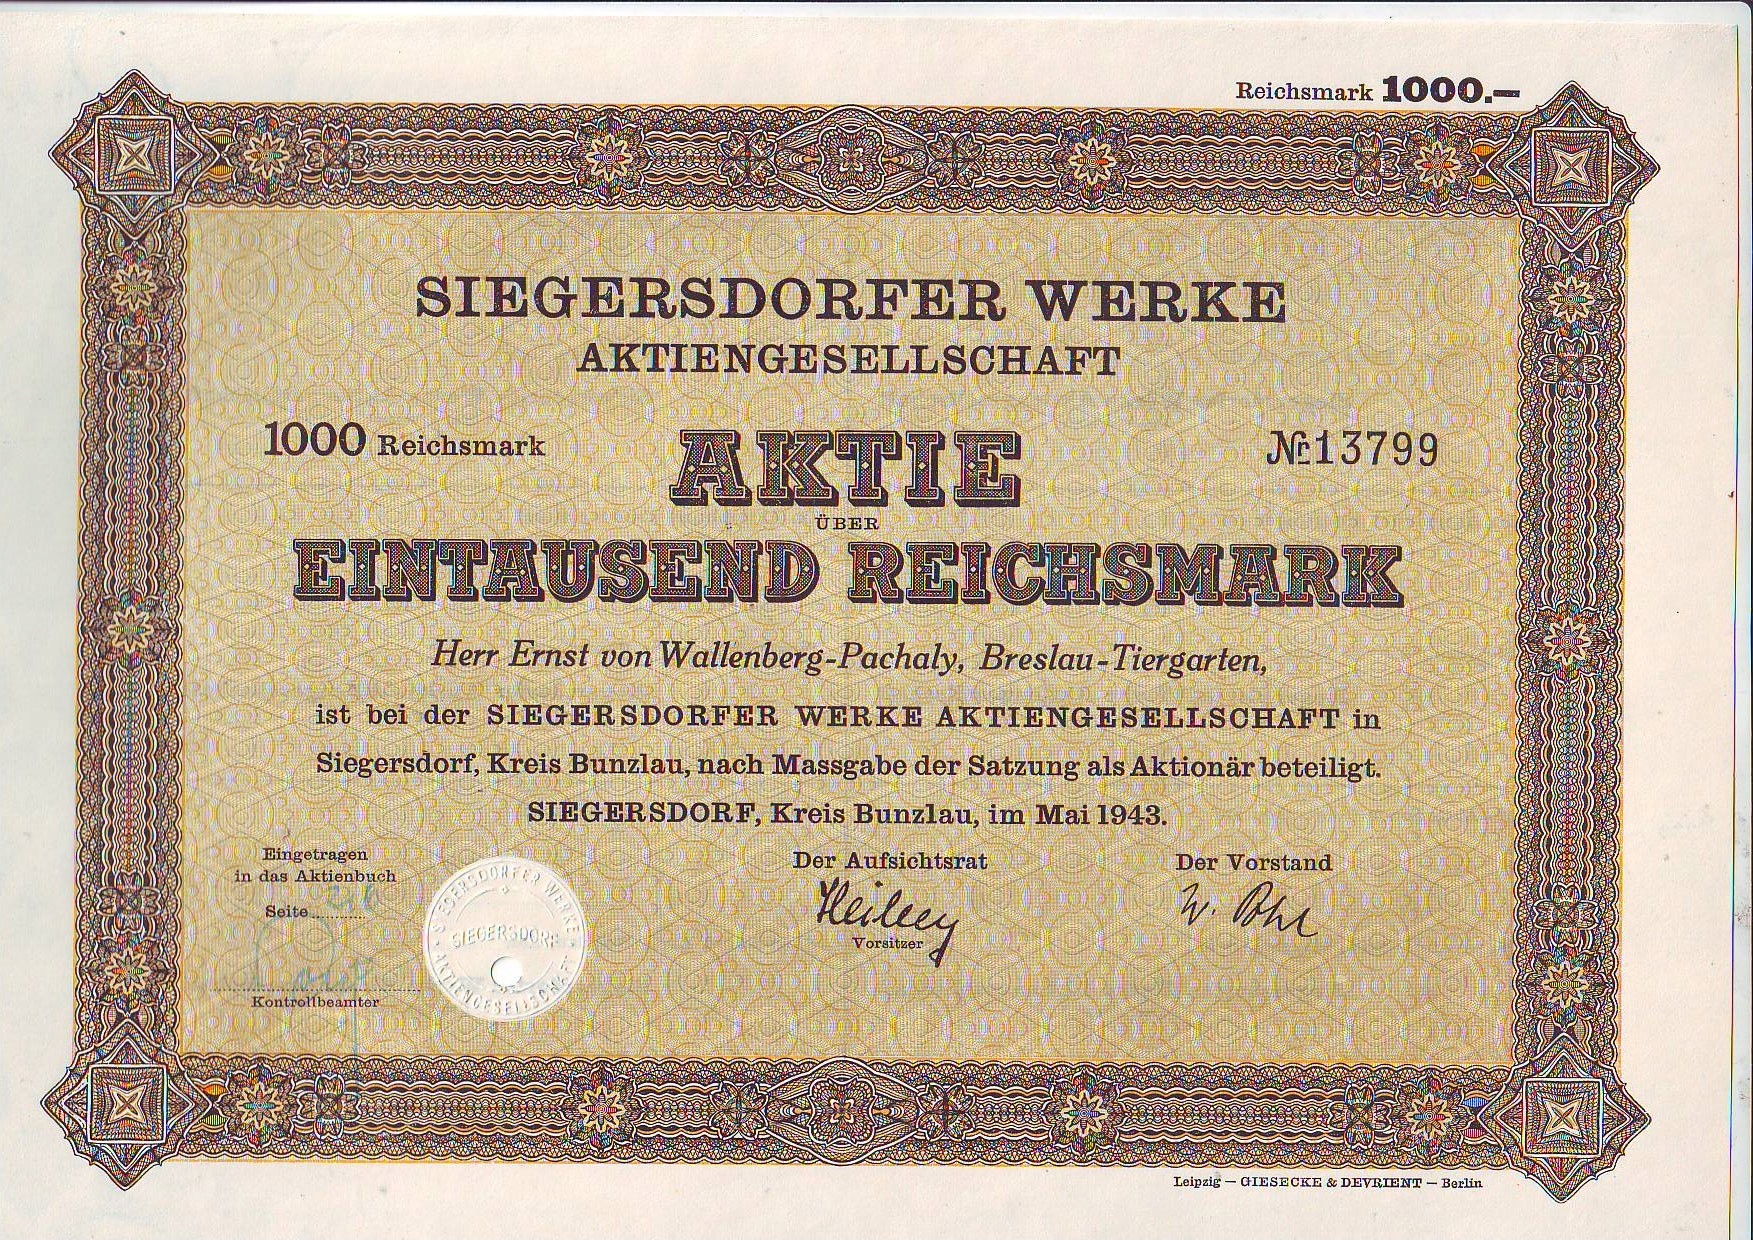 Reichsmark 1000.—
SIEGERSDORFER WERKE
AKTIENGESELLSCHAFT
1000 Reichsmark
AKTIE
№ 13799
ÜBER
EINTAUSEND REICHSMARK
Herr Ernst von Wallenberg-Pachaly, Breslau-Tiergarten,
ist bei der SIEGERSDORFER WERKE AKTIENGESELLSCHAFT in
Siegersdorf, Kreis Bunzlau, nach Massgabe der Satzung als Aktionär beteiligt.
SIEGERSDORF, Kreis Bunzlau, im Mai 1943.
Eingetragen
in das Aktienbuch
Seite
Kontrollbeamter
SIEGERSDORFER WERKE
SIEGERSDORF
AKTIENGESELLSCHAFT
Der Aufsichtsrat
Vorsitzer
Der Vorstand
Leipzig — GIESECKE & DEVRIENT — Berlin